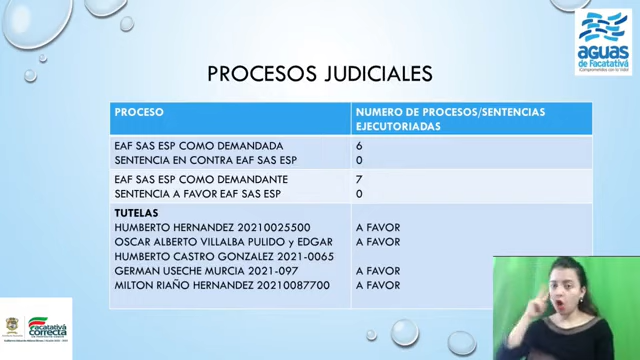 AGUAS
de Facatativá
PROCESOS JUDICIALES
PROCESO
NUMERO DE PROCESOS/SENTENCIAS
EJECUTORIADAS
EAF SAS ESP COMO DEMANDADA 6
SENTENCIA EN CONTRA EAF SAS ESP 0
EAF SAS ESP COMO DEMANDANTE 7
SENTENCIA A FAVOR EAF SAS ESP 0
TUTELAS
HUMBERTO HERNANDEZ 20210025500 A FAVOR
OSCAR ALBERTO VILLALBA PULIDO y EDGAR A FAVOR
HUMBERTO CASTRO GONZALEZ 2021-0065
GERMAN USECHE MURCIA 2021-097 A FAVOR
MILTON RIAÑO HERNANDEZ 20210087700 A FAVOR
Facatativá
CORRECTA